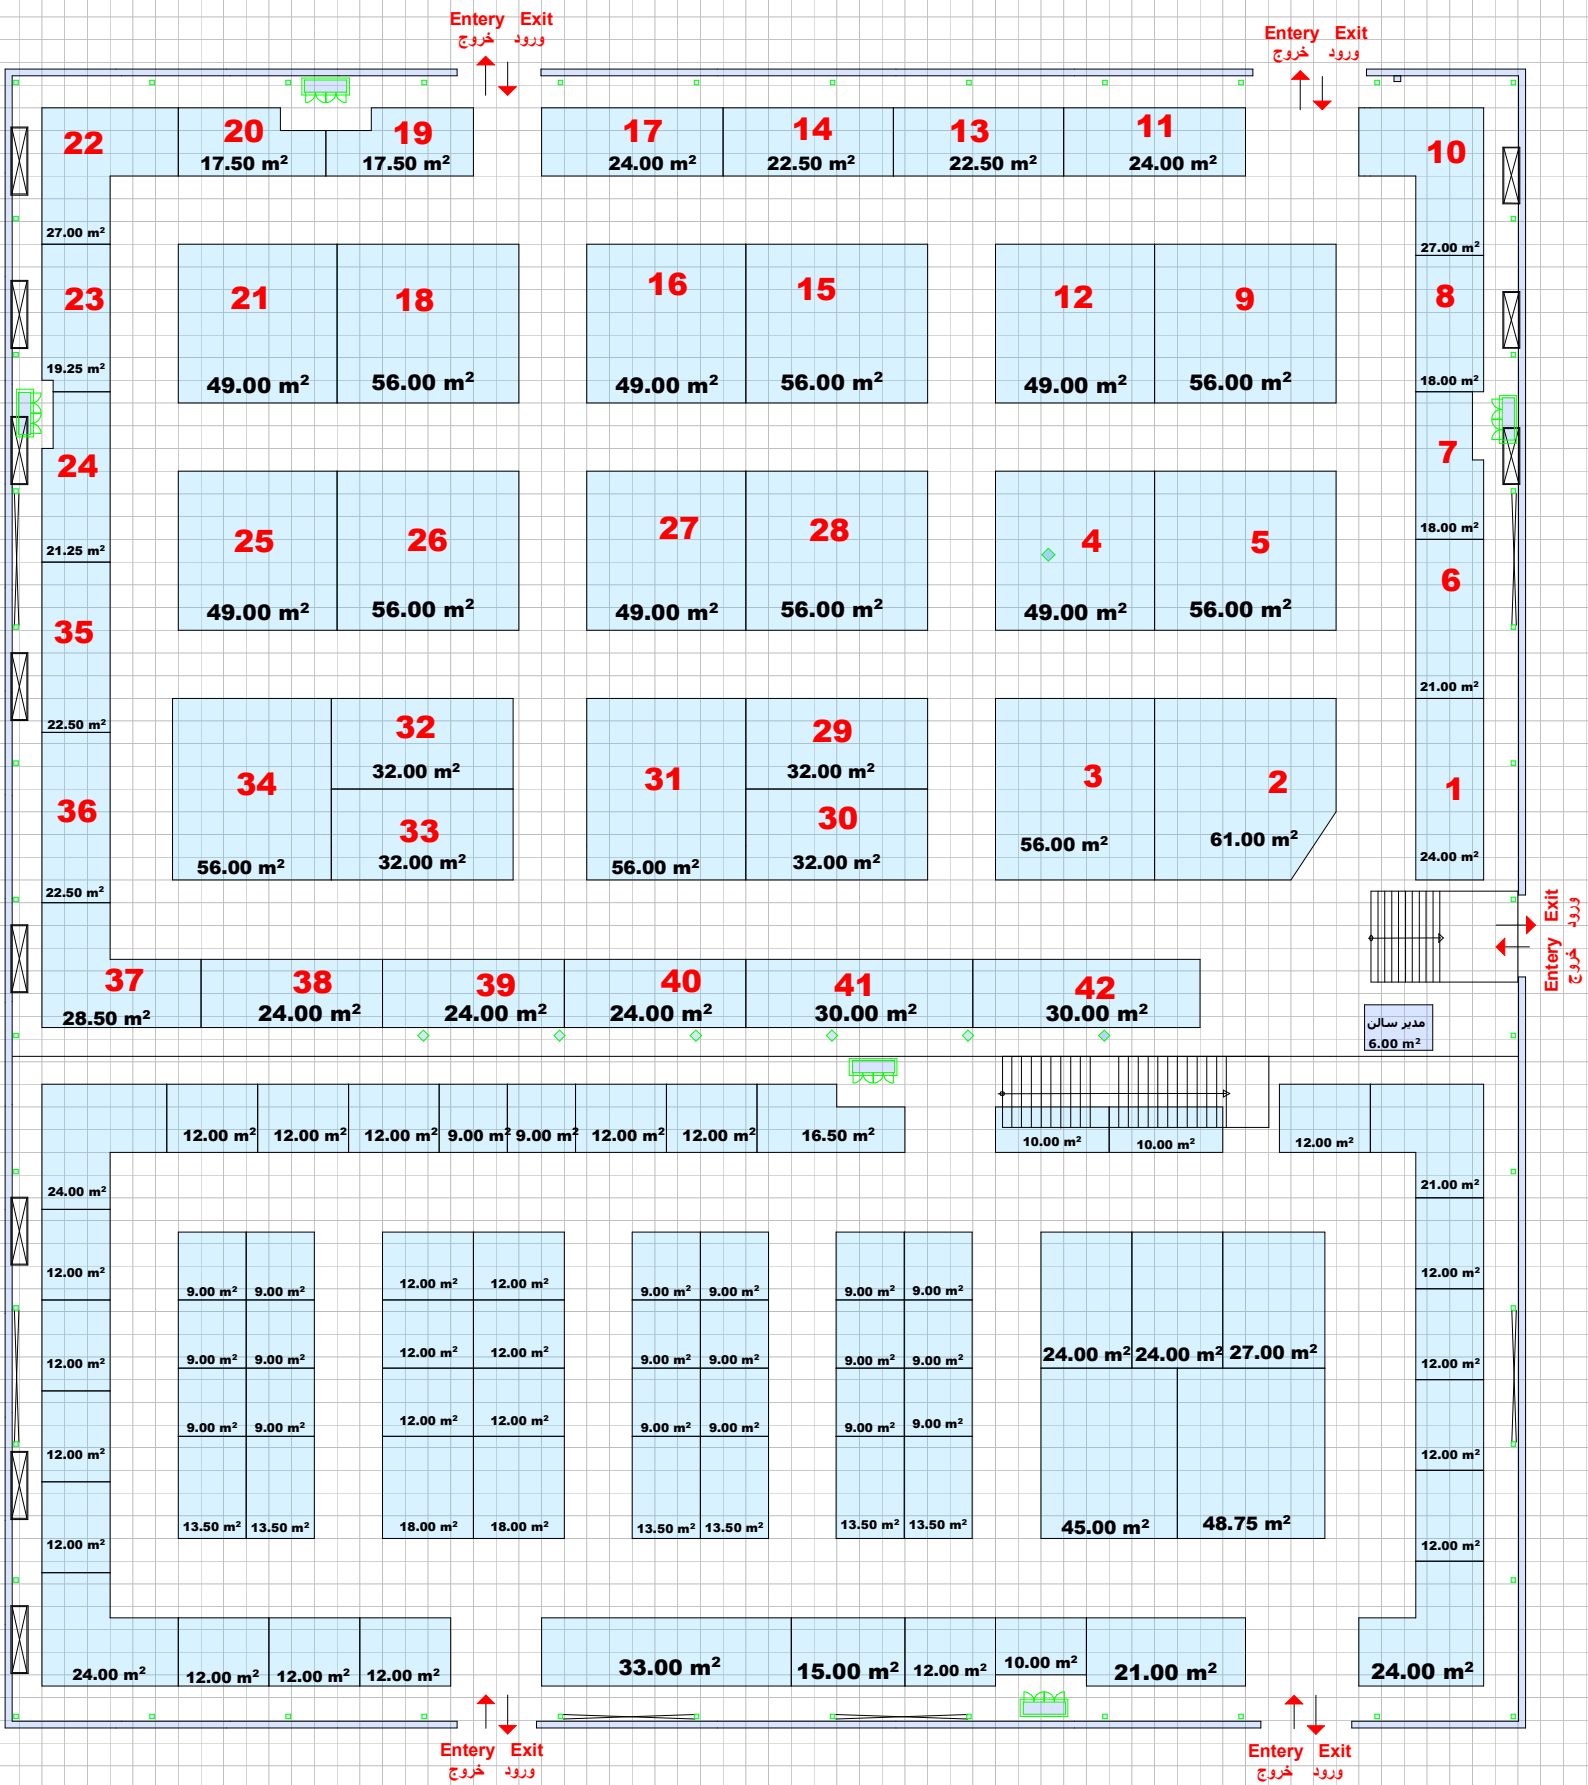 Entery Exit
خروج ورود
Entery Exit
خروج ورود
22
20
19
17
14
13
11
10
17.50 m²
17.50 m²
24.00 m²
22.50 m²
22.50 m²
24.00 m²
27.00 m²
27.00 m²
23
21
18
16
15
12
9
8
19.25 m²
49.00 m²
56.00 m²
49.00 m²
56.00 m²
49.00 m²
56.00 m²
18.00 m²
24
7
25
26
27
28
4
5
21.25 m²
18.00 m²
6
49.00 m²
56.00 m²
49.00 m²
56.00 m²
49.00 m²
56.00 m²
35
22.50 m²
21.00 m²
32
29
32.00 m²
32.00 m²
34
31
3
2
1
36
33
30
56.00 m²
32.00 m²
56.00 m²
32.00 m²
56.00 m²
61.00 m²
24.00 m²
22.50 m²
Exit ورود
Entery خروج
37
38
39
40
41
42
28.50 m²
24.00 m²
24.00 m²
24.00 m²
30.00 m²
30.00 m²
مدیر سالن
6.00 m²
12.00 m²
12.00 m²
12.00 m²
9.00 m²
9.00 m²
12.00 m²
12.00 m²
16.50 m²
10.00 m²
10.00 m²
12.00 m²
24.00 m²
21.00 m²
12.00 m²
9.00 m²
9.00 m²
12.00 m²
12.00 m²
9.00 m²
9.00 m²
9.00 m²
9.00 m²
12.00 m²
12.00 m²
9.00 m²
9.00 m²
12.00 m²
12.00 m²
9.00 m²
9.00 m²
9.00 m²
9.00 m²
24.00 m²
24.00 m²
27.00 m²
12.00 m²
12.00 m²
9.00 m²
9.00 m²
12.00 m²
12.00 m²
9.00 m²
9.00 m²
9.00 m²
9.00 m²
12.00 m²
12.00 m²
13.50 m²
13.50 m²
18.00 m²
18.00 m²
13.50 m²
13.50 m²
13.50 m²
13.50 m²
45.00 m²
48.75 m²
12.00 m²
24.00 m²
12.00 m²
12.00 m²
12.00 m²
33.00 m²
15.00 m²
12.00 m²
10.00 m²
21.00 m²
24.00 m²
Entery Exit
خروج ورود
Entery Exit
خروج ورود